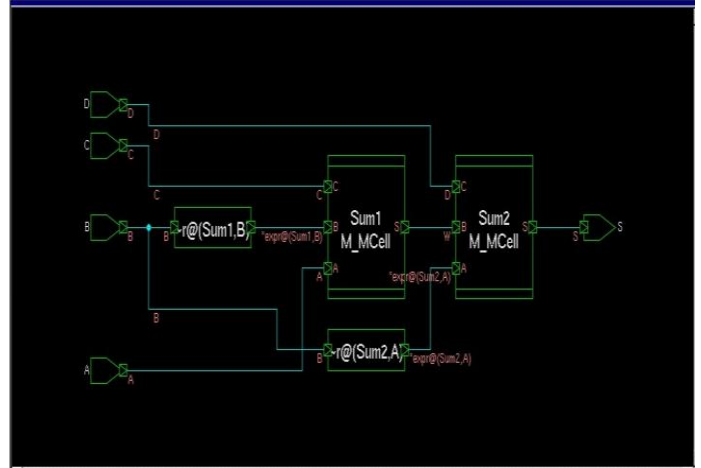 D
D
D
C
C
C
B
B
B
-r@(Sum1,B)
"expr@(Sum1,B)
C
C
B
A
A
Sum1
M_MCell
S
W
D
C
B
A
"expr@(Sum2,A)
Sum2
M_MCell
S
S
S
B
B
-r@(Sum2,A)
"expr@(Sum2,A)
A
A